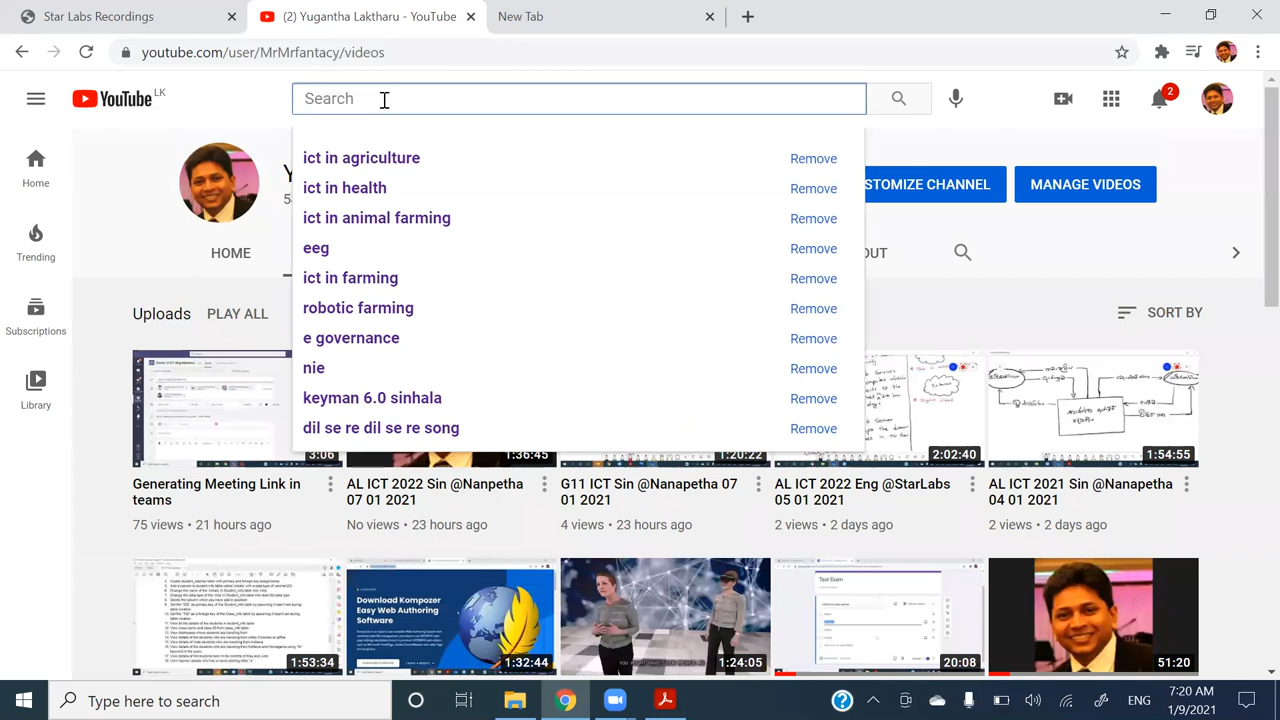 Star Labs Recordings
(2) Yugantha Laktharu - YouTube
New Tab
youtube.com/user/MrMrfantacy/videos
YouTube LK
Search
2
ict in agriculture Remove
ict in health Remove
ict in animal farming Remove
eeg Remove
ict in farming Remove
robotic farming Remove
e governance Remove
nie Remove
keyman 6.0 sinhala Remove
dil se re dil se re song Remove
Home
Trending
Subscriptions
Library
STOMIZE CHANNEL
MANAGE VIDEOS
HOME
OUT
Uploads PLAY ALL
SORT BY
3:06
1:36:45
1:20:22
2:02:40
1:54:55
Generating Meeting Link in
teams
75 views • 21 hours ago
AL ICT 2022 Sin @Nanpetha
07 01 2021
No views • 23 hours ago
G11 ICT Sin @Nanapetha 07
01 2021
4 views • 23 hours ago
AL ICT 2022 Eng @StarLabs
05 01 2021
2 views • 2 days ago
AL ICT 2021 Sin @Nanapetha
04 01 2021
2 views • 2 days ago
Download Kompozer
Easy Web Authoring
Software
1:32:44
1:24:05
Test Exam
51:20
Type here to search
ENG
7:20 AM
1/9/2021